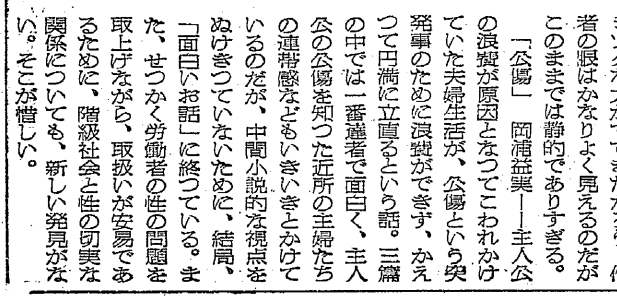 者の眼はかなりよく見えるのだが
このままでは静的でありすぎる。
「公傷」　岡浦益実――主人公
の浪費が原因となつてこわれかけ
ていた夫婦生活が、公傷という突
発事のために浪費ができず、かえ
つて円満に立直るという話。三篇
の中では一番達者で面白く、主人
公の公傷を知つた近所の主婦たち
の連帯感などもいきいきとかけて
いるのだが、中間小説的な視点を
ぬけきつていないために、結局、
「面白いお話」に終つている。ま
た、せつかく労働者の性の問題を
取上げながら、取扱いが安易であ
るために、階級社会と性の切実な
関係についても、新しい発見がな
い。そこが惜しい。